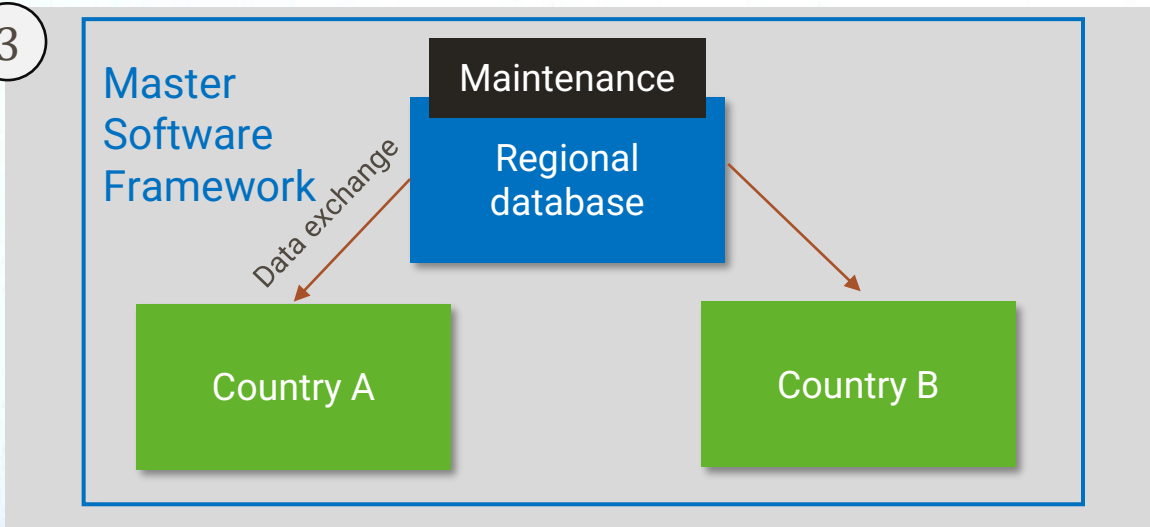 3
Master
Software
Framework
Maintenance
Regional
database
Data exchange
Country A
Country B